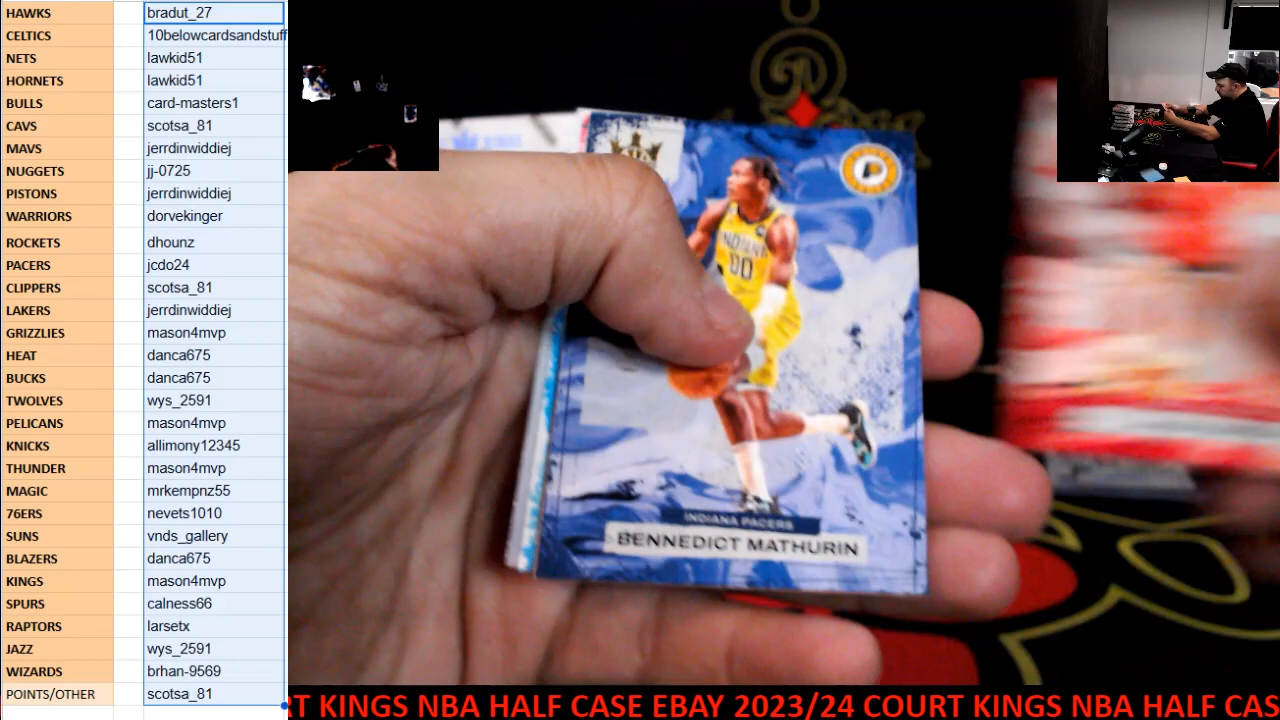 HAWKS bradut_27
CELTICS 10belowcardsandstuff
NETS lawkid51
HORNETS lawkid51
BULLS card-masters1
CAVS scotsa_81
MAVS jerrdinwiddiej
NUGGETS jj-0725
PISTONS jerrdinwiddiej
WARRIORS dorvekinger
ROCKETS dhounz
PACERS jcdo24
CLIPPERS scotsa_81
LAKERS jerrdinwiddiej
GRIZZLIES mason4mvp
HEAT danca675
BUCKS danca675
TWOLVES wys_2591
PELICANS mason4mvp
KNICKS allimony12345
THUNDER mason4mvp
MAGIC mrkempnz55
76ERS nevets1010
SUNS vnds_gallery
BLAZERS danca675
KINGS mason4mvp
SPURS calness66
RAPTORS larsetx
JAZZ wys_2591
WIZARDS brhan-9569
POINTS/OTHER scotsa_81
INDIANA
00
INDIANA PACERS
BENNEDICT MATHURIN
RT KINGS NBA HALF CASE EBAY 2023/24 COURT KINGS NBA HALF CAS